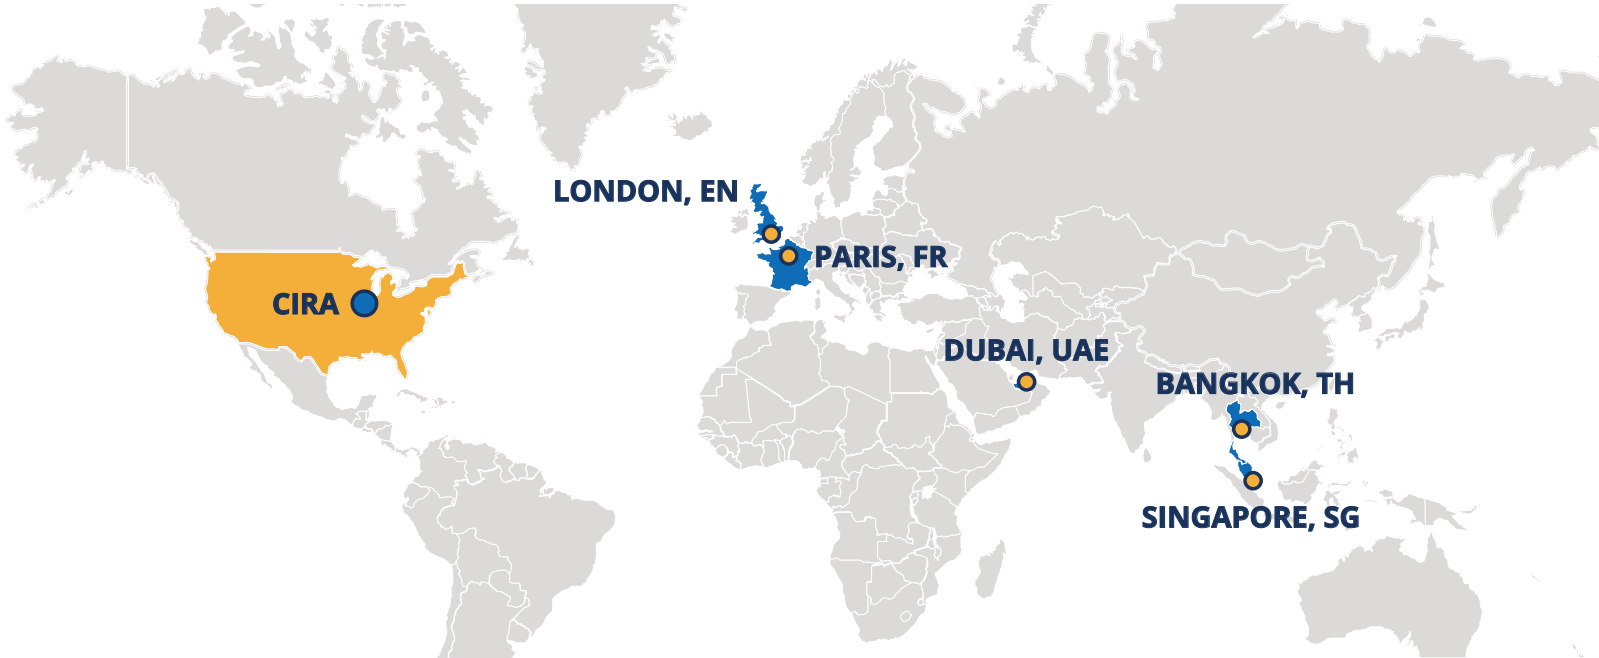 LONDON, EN
PARIS, FR
CIRA
DUBAI, UAE
BANGKOK, TH
SINGAPORE, SG